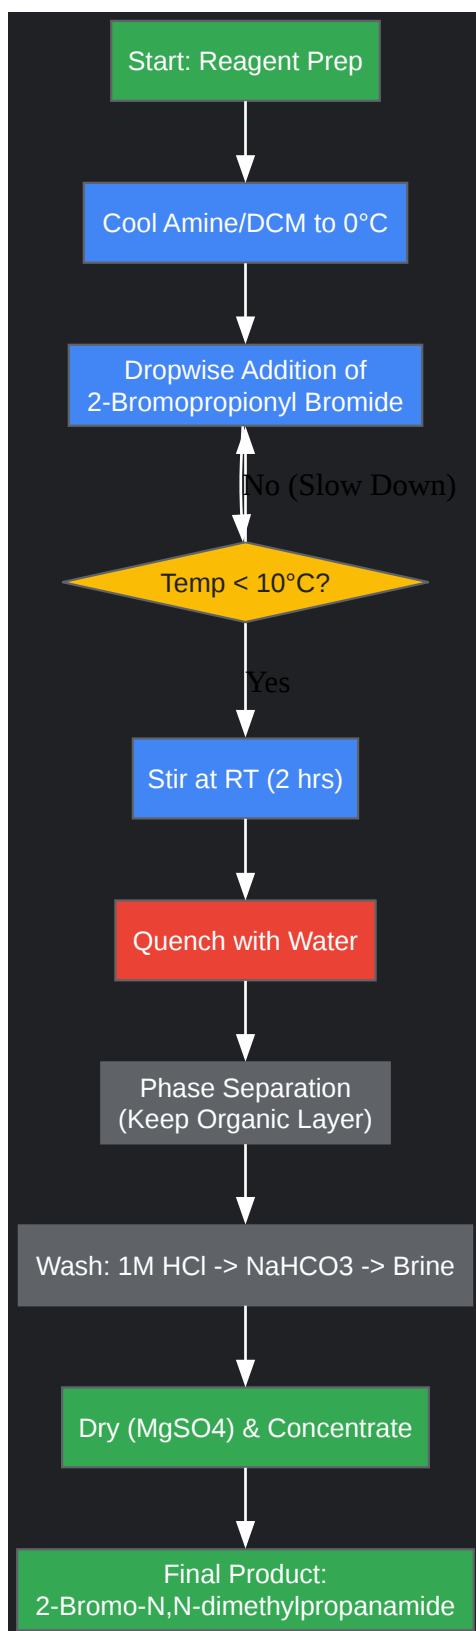 Start: Reagent Prep
Cool Amine/DCM to 0°C
Dropwise Addition of
2-Bromopropionyl Bromide
No (Slow Down)
Temp < 10°C?
Yes
Stir at RT (2 hrs)
Quench with Water
Phase Separation
(Keep Organic Layer)
Wash: 1M HCl -> NaHCO3 -> Brine
Dry (MgSO4) & Concentrate
Final Product:
2-Bromo-N,N-dimethylpropanamide